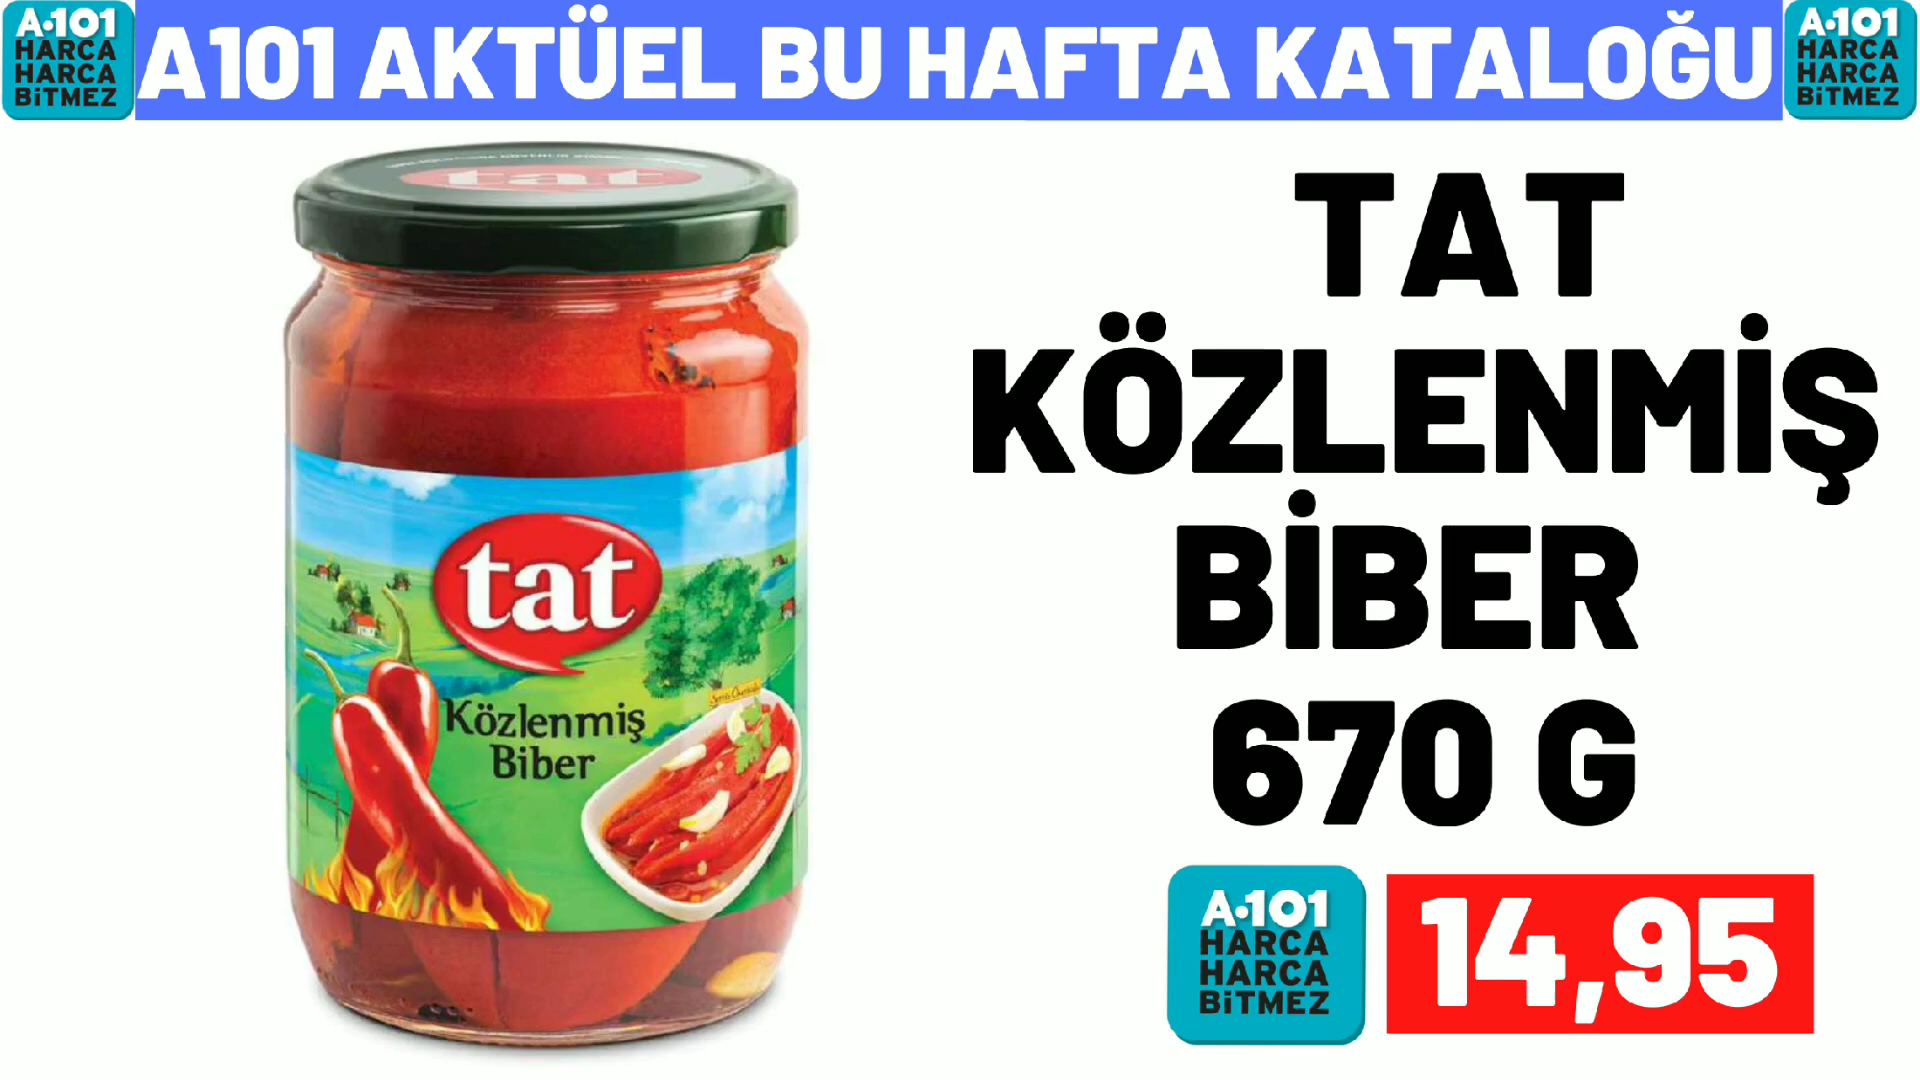 A101
HARCA
HARCA
BİTMEZ
A101 AKTÜEL BU HAFTA KATALOĞU
A101
HARCA
HARCA
BİTMEZ
tat
TAT
KÖZLENMİŞ
BİBER
670 G
tat
Közlenmiş
Biber
A101
HARCA
HARCA
BİTMEZ
14,95